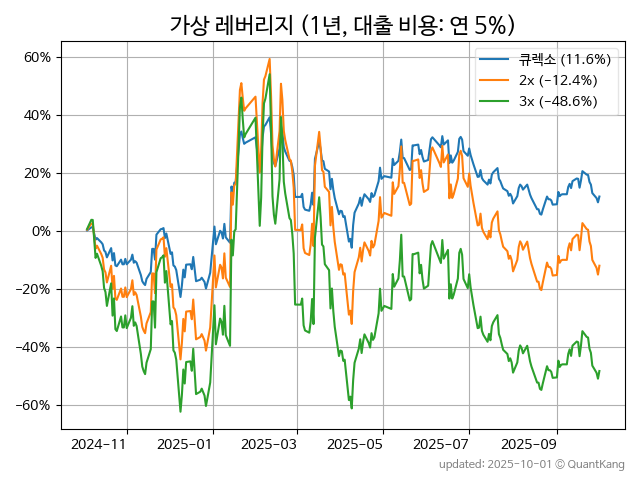 가상 레버리지 (1년, 대출 비용: 연 5%)
큐렉소 (11.6%)
2x (−12.4%)
3x (−48.6%)
60%
40%
20%
0%
−20%
−40%
−60%
2024-11
2025-01
2025-03
2025-05
2025-07
2025-09
updated: 2025-10-01 © QuantKang